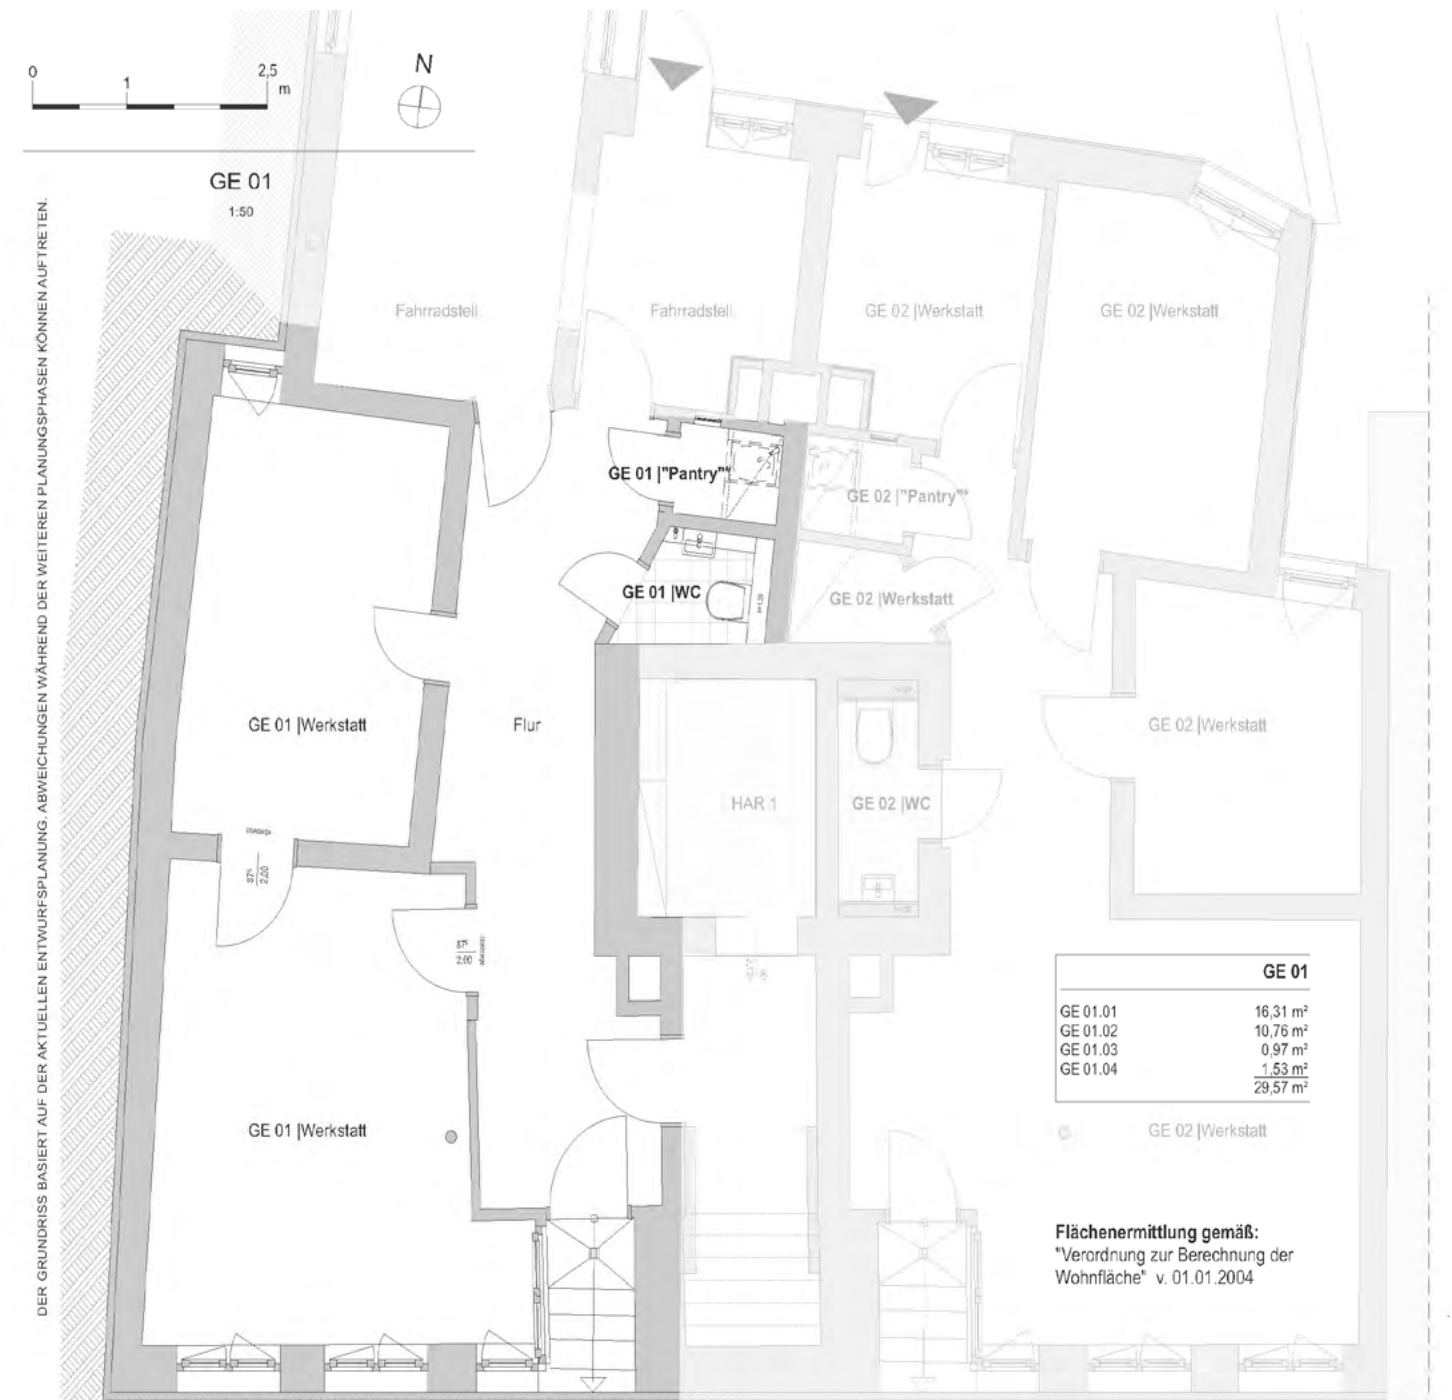 0
1
2,5
m
N
GE 01
1:50
DER GRUNDRISS BASIERT AUF DER AKTUELLEN ENTWURFSPLANUNG. ABWEICHUNGEN WÄHREND DER WEITEREN PLANUNGSPHASEN KÖNNEN AUFTRETEN.
Fahrradstell.
Fahrradstell.
GE 02 |Werkstatt
GE 02 |Werkstatt
GE 01 |"Pantry"*
GE 02 |"Pantry"*
GE 01 |WC
GE 02 |Werkstatt
GE 01 |Werkstatt
Flur
GE 02 |Werkstatt
HAR 1
GE 02 |WC
87⁵
2.00
87⁵
2.00
GE 01
GE 01.01 16,31 m²
GE 01.02 10,76 m²
GE 01.03 0,97 m²
GE 01.04 1,53 m²
29,57 m²
GE 01 |Werkstatt
GE 02 |Werkstatt
Flächenermittlung gemäß:
"Verordnung zur Berechnung der
Wohnfläche" v. 01.01.2004